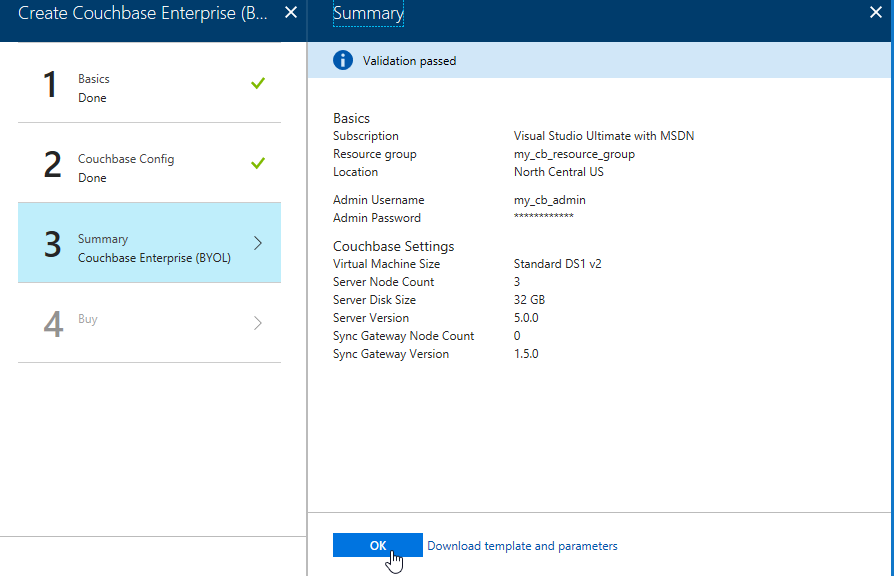 Create Couchbase Enterprise (B...
1
Basics
Done
2
Couchbase Config
Done
3
Summary
Couchbase Enterprise (BYOL)
4
Buy
Summary
Validation passed
Basics
Subscription Visual Studio Ultimate with MSDN
Resource group my_cb_resource_group
Location North Central US
Admin Username my_cb_admin
Admin Password ************
Couchbase Settings
Virtual Machine Size Standard DS1 v2
Server Node Count 3
Server Disk Size 32 GB
Server Version 5.0.0
Sync Gateway Node Count 0
Sync Gateway Version 1.5.0
OK Download template and parameters